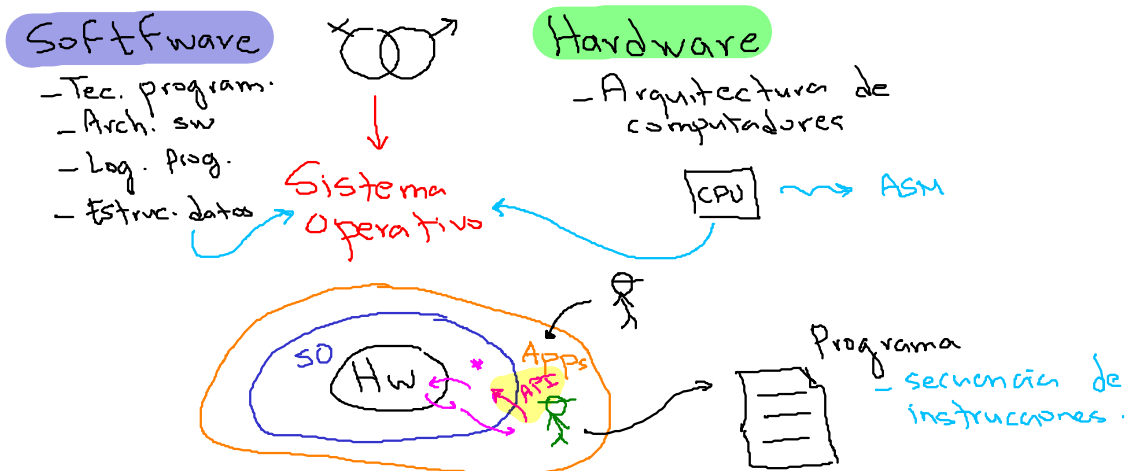 Softfware
- Tec. program.
- Arch. sw
- Log. prog.
- Estruc. datos
Hardware
- Arquitectura de
computadores
Sistema
Operativo
CPU
ASM
SO
Hw
*
Apps
API
Programa
- secuencia de
instrucciones.